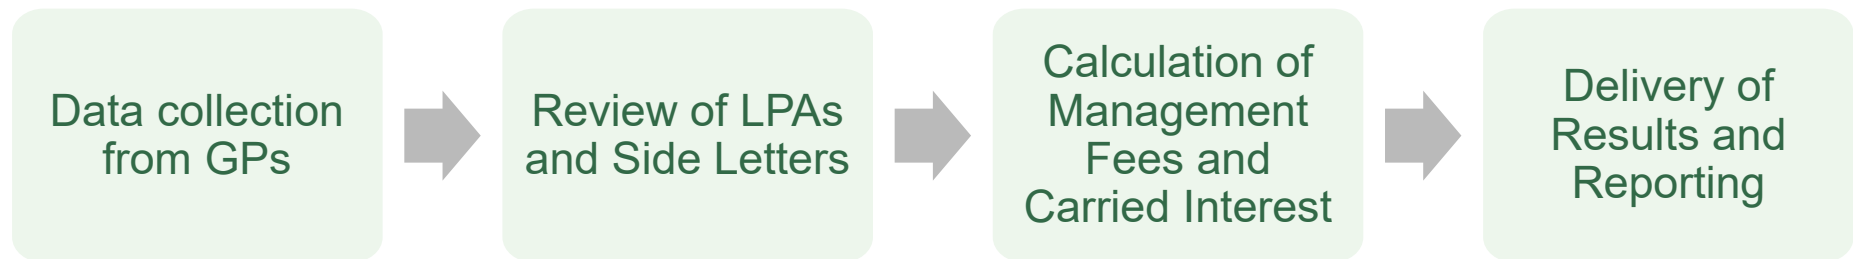 Data collection
from GPs
Review of LPAs
and Side Letters
Calculation of
Management
Fees and
Carried Interest
Delivery of
Results and
Reporting